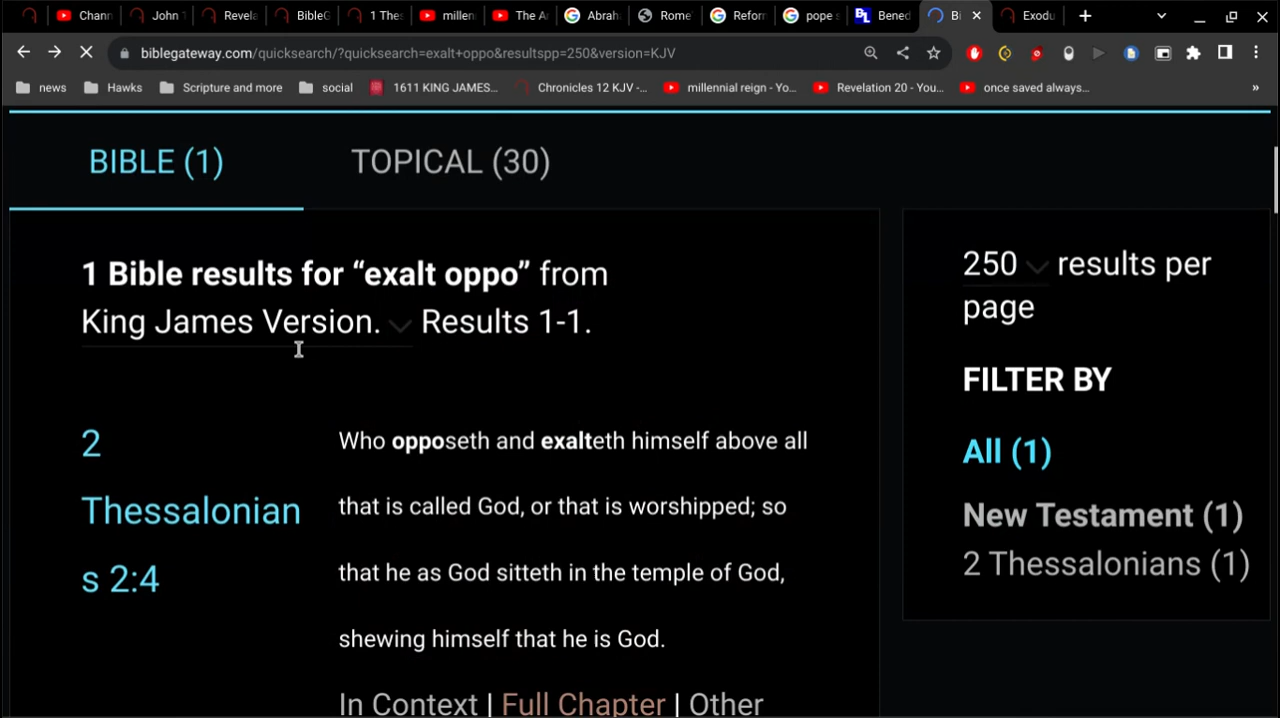 Chann John T Revela BibleG 1 Thes millen The A Abrah Rome' Reforr pope s Bened Bi Exodu
biblegateway.com/quicksearch/?quicksearch=exalt+oppo&resultspp=250&version=KJV
news Hawks Scripture and more social 1611 KING JAMES... Chronicles 12 KJV -... millennial reign - Yo... Revelation 20 - You... once saved always... »
BIBLE (1) TOPICAL (30)
1 Bible results for “exalt oppo” from
King James Version. Results 1-1.
250 results per
page
FILTER BY
All (1)
New Testament (1)
2 Thessalonians (1)
2
Thessalonian
s 2:4
Who opposeth and exalteth himself above all
that is called God, or that is worshipped; so
that he as God sitteth in the temple of God,
shewing himself that he is God.
In Context | Full Chapter | Other